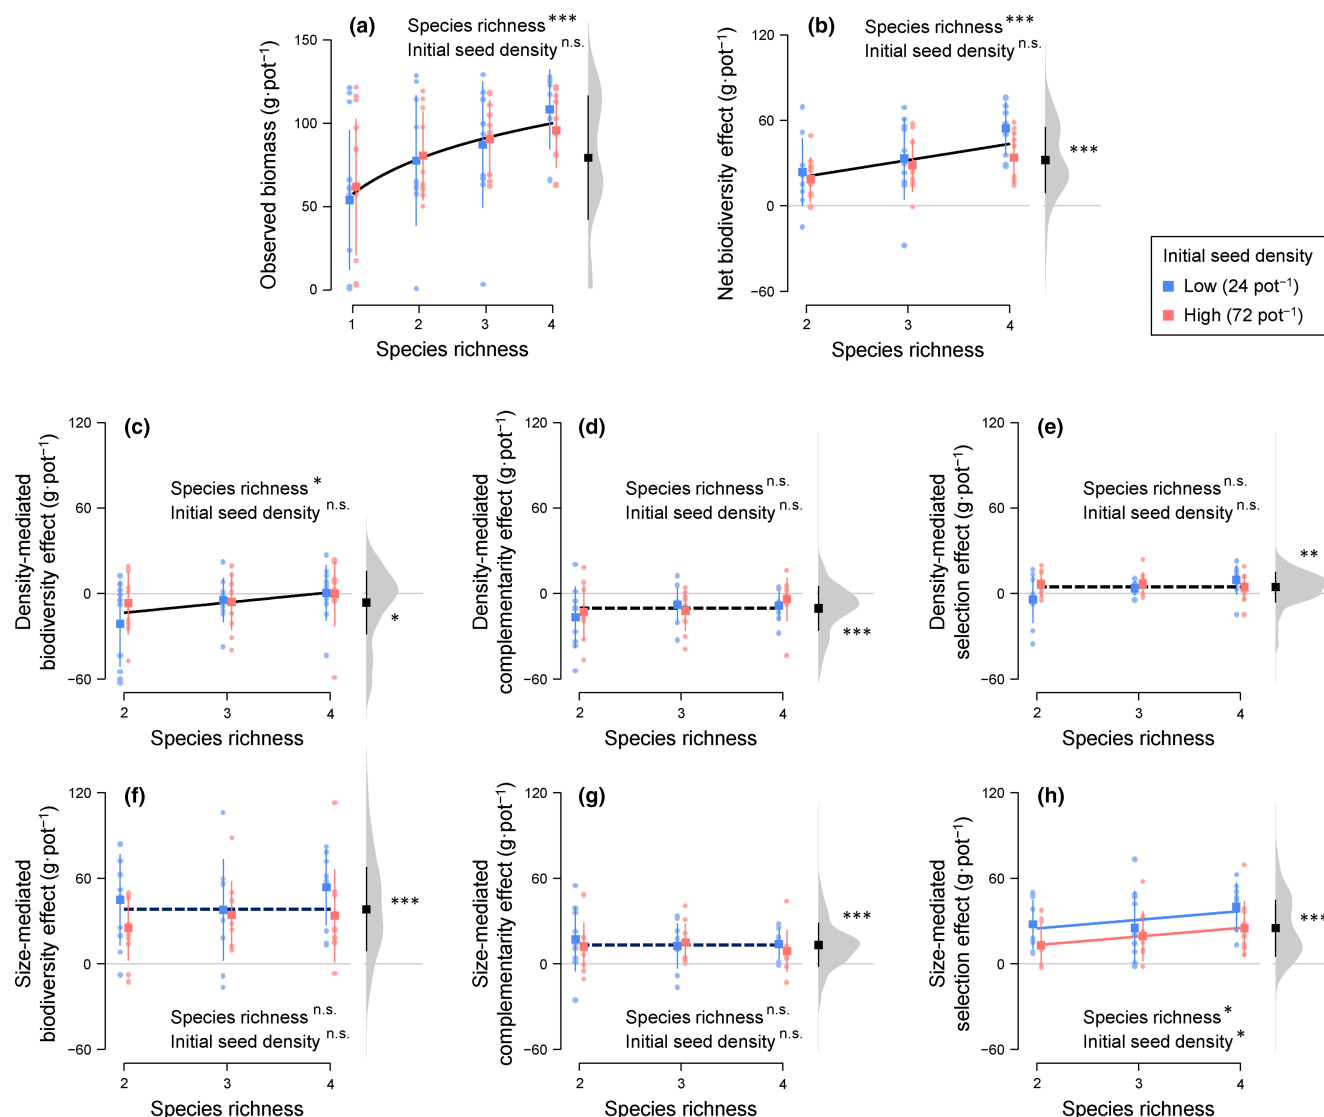 (a)
Species richness***
Initial seed density n.s.
Observed biomass (g·pot⁻¹)
150
100
50
0
1 2 3 4
Species richness
(b)
Species richness***
Initial seed density n.s.
Net biodiversity effect (g·pot⁻¹)
120
60
0
−60
***
2 3 4
Species richness
Initial seed density
Low (24 pot⁻¹)
High (72 pot⁻¹)
(c)
Species richness*
Initial seed density n.s.
Density-mediated
biodiversity effect (g·pot⁻¹)
120
60
0
−60
*
2 3 4
Species richness
(d)
Species richness n.s.
Initial seed density n.s.
Density-mediated
complementarity effect (g·pot⁻¹)
120
60
0
−60
***
2 3 4
Species richness
(e)
Species richness n.s.
Initial seed density n.s.
Density-mediated
selection effect (g·pot⁻¹)
120
60
0
−60
**
2 3 4
Species richness
(f)
Size-mediated
biodiversity effect (g·pot⁻¹)
120
60
0
−60
***
Species richness n.s.
Initial seed density n.s.
2 3 4
Species richness
(g)
Size-mediated
complementarity effect (g·pot⁻¹)
120
60
0
−60
***
Species richness n.s.
Initial seed density n.s.
2 3 4
Species richness
(h)
Size-mediated
selection effect (g·pot⁻¹)
120
60
0
−60
***
Species richness*
Initial seed density*
2 3 4
Species richness